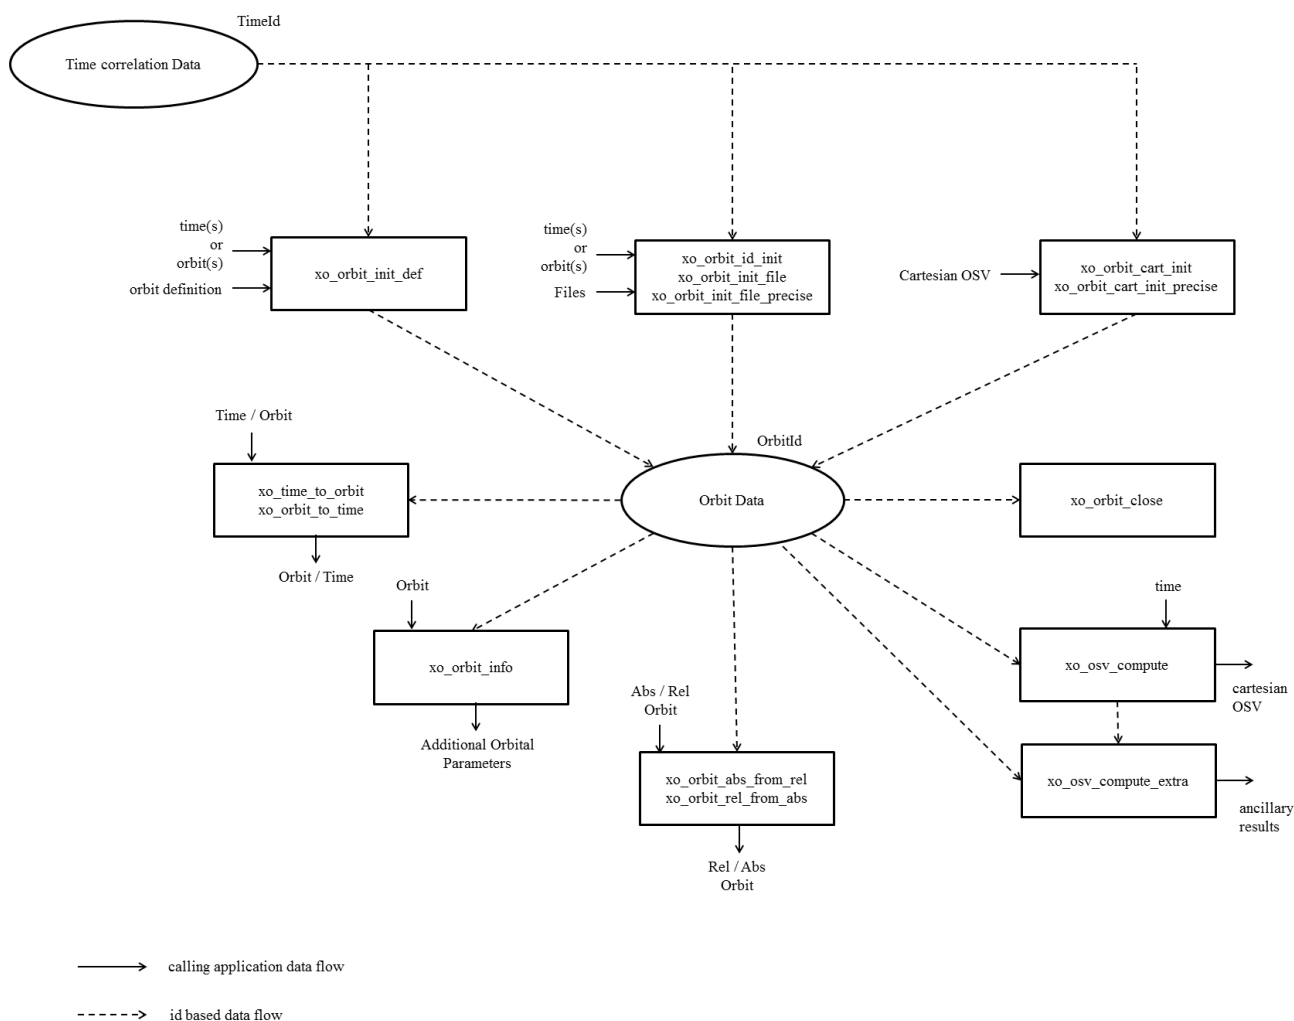 TimeId
Time correlation Data
time(s)
or
orbit(s)
orbit definition
xo_orbit_init_def
time(s)
or
orbit(s)
Files
xo_orbit_id_init
xo_orbit_init_file
xo_orbit_init_file_precise
Cartesian OSV
xo_orbit_cart_init
xo_orbit_cart_init_precise
Time / Orbit
xo_time_to_orbit
xo_orbit_to_time
Orbit / Time
OrbitId
Orbit Data
xo_orbit_close
Orbit
xo_orbit_info
Additional Orbital
Parameters
Abs / Rel
Orbit
xo_orbit_abs_from_rel
xo_orbit_rel_from_abs
Rel / Abs
Orbit
time
xo_osv_compute
cartesian
OSV
xo_osv_compute_extra
ancillary
results
calling application data flow
id based data flow